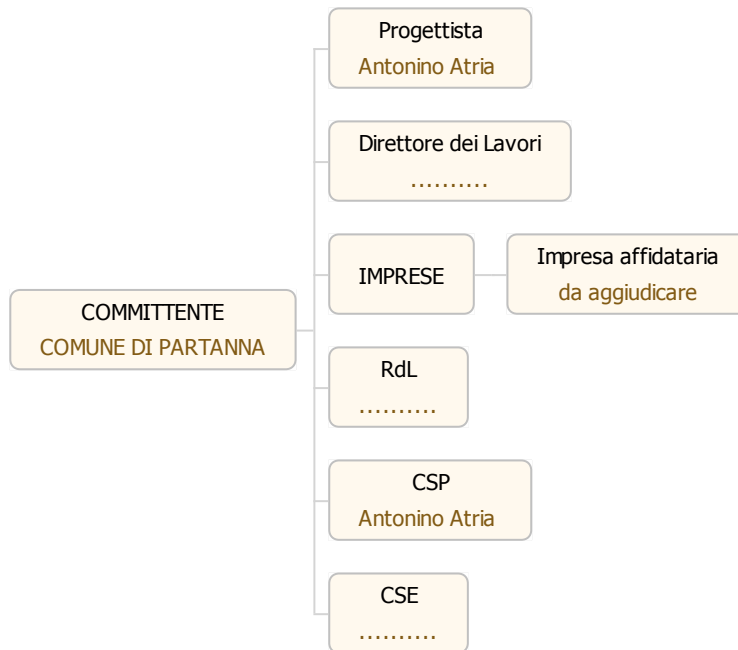 Progettista
Antonino Atria
Direttore dei Lavori
..........
IMPRESE
Impresa affidataria
da aggiudicare
COMMITTENTE
COMUNE DI PARTANNA
RdL
..........
CSP
Antonino Atria
CSE
..........